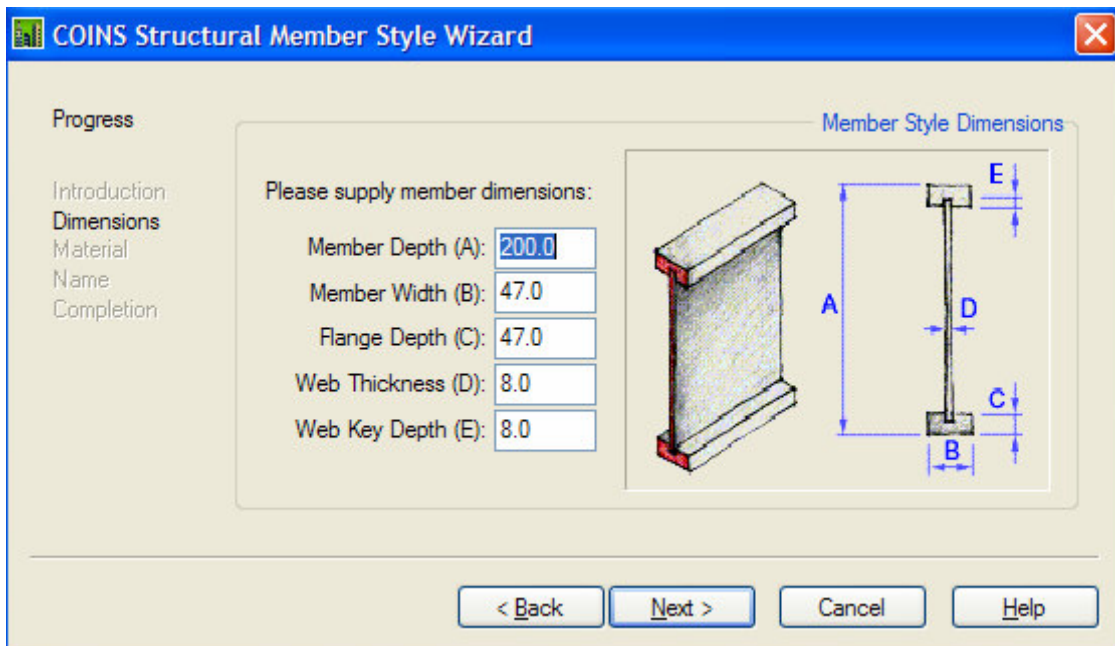 COINS Structural Member Style Wizard
Progress
Introduction
Dimensions
Material
Name
Completion
Member Style Dimensions
Please supply member dimensions:
Member Depth (A): 200.0
Member Width (B): 47.0
Flange Depth (C): 47.0
Web Thickness (D): 8.0
Web Key Depth (E): 8.0
E
A
D
C
B
< Back
Next >
Cancel
Help